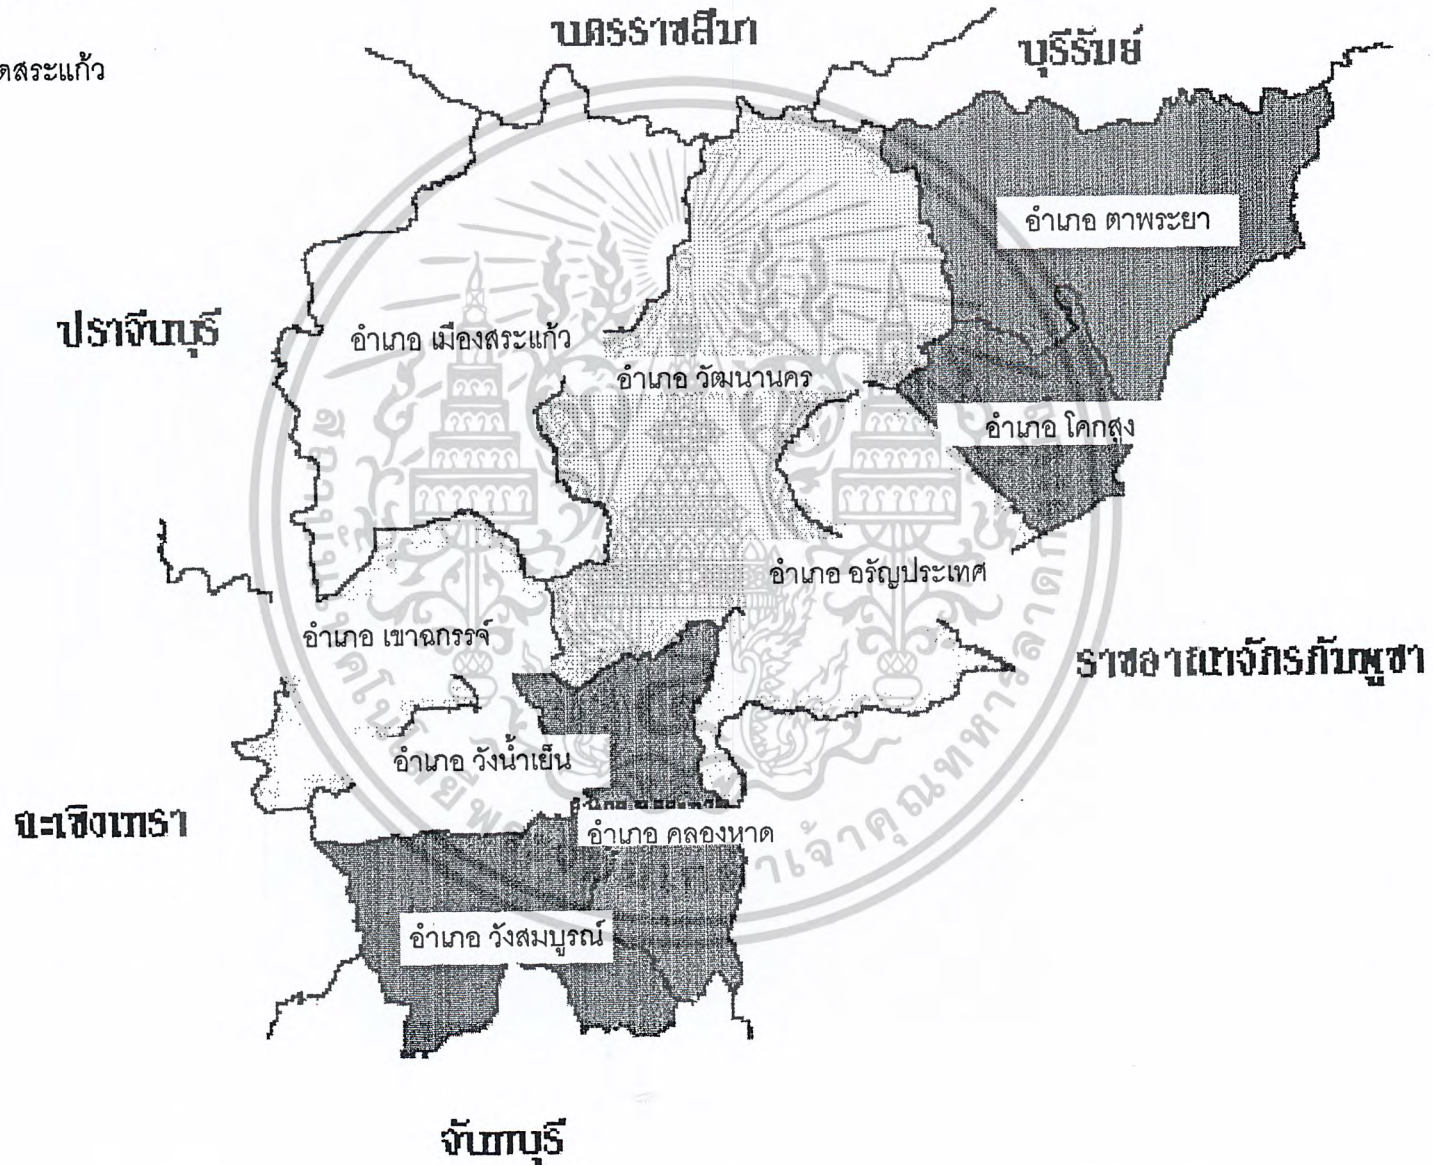 นครราชสีมา
บุรีรัมย์
ดสระแก้ว
อำเภอ ตาพระยา
ปราจีนบุรี
อำเภอ เมืองสระแก้ว
อำเภอ วัฒนานคร
อำเภอ โคกสูง
อำเภอ อรัญประเทศ
อำเภอ เขาฉกรรจ์
ราชอาณาจักรกัมพูชา
อำเภอ วังน้ำเย็น
ฉะเชิงเทรา
อำเภอ คลองหาด
อำเภอ วังสมบูรณ์
จันทบุรี